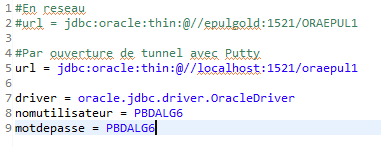 1 #En reseau
2 #url = jdbc:oracle:thin:@//epulgold:1521/ORAEPUL1
3
4 #Par ouverture de tunnel avec Putty
5 url = jdbc:oracle:thin:@//localhost:1521/oraepul1
6
7 driver = oracle.jdbc.driver.OracleDriver
8 nomutilisateur = PBDALG6
9 motdepasse = PBDALG6